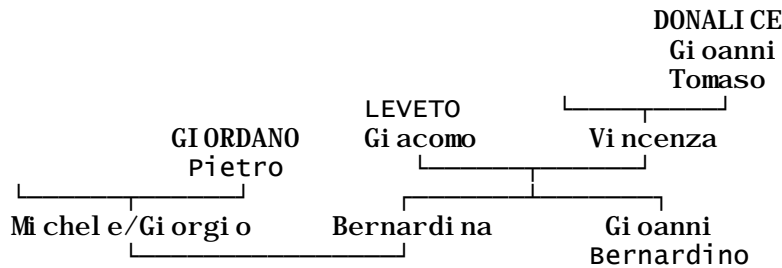 DONALICE
Gioanni
Tomaso
LEVETO
GIORDANO Giacomo Vincenza
Pietro
Michele/Giorgio Bernardina Gioanni
Bernardino